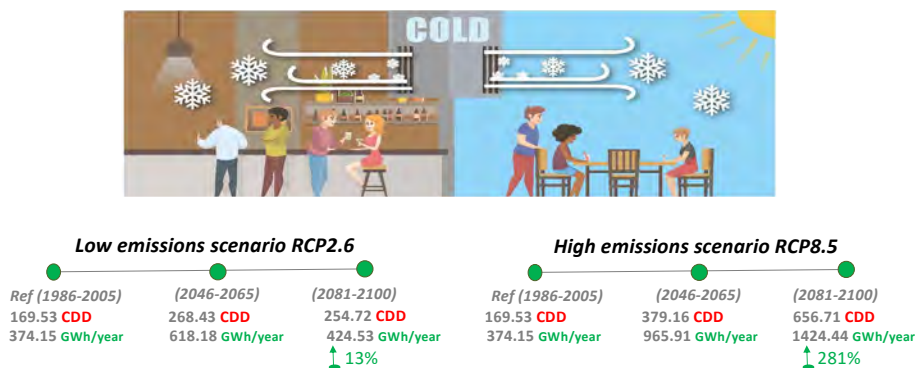 COLD
Low emissions scenario RCP2.6
Ref (1986-2005)
(2046-2065)
(2081-2100)
169.53 CDD
268.43 CDD
254.72 CDD
374.15 GWh/year
618.18 GWh/year
424.53 GWh/year
13%
High emissions scenario RCP8.5
Ref (1986-2005)
(2046-2065)
(2081-2100)
169.53 CDD
379.16 CDD
656.71 CDD
374.15 GWh/year
965.91 GWh/year
1424.44 GWh/year
281%